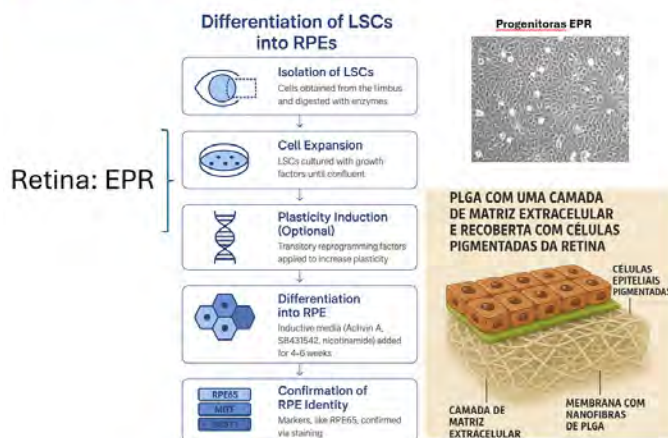 Differentiation of LSCs
into RPEs
Isolation of LSCs
Cells obtained from the limbus
and digested with enzymes
Cell Expansion
LSCs cultured with growth
factors until confluent
Plasticity Induction
(Optional)
Transitory reprogramming factors
applied to increase plasticity
Differentiation
into RPE
Inductive media (Activin A,
SB431542, nicotinamide) added
for 4–6 weeks
RPE65
MITF
Confirmation of
RPE Identity
Markers, like RPE65, confirmed
via staining
Retina: EPR
Progenitoras EPR
PLGA COM UMA CAMADA
DE MATRIZ EXTRACELULAR
E RECOBERTA COM CÉLULAS
PIGMENTADAS DA RETINA
CÉLULAS
EPITELIAIS
PIGMENTADAS
CAMADA DE
MATRIZ
EXTRACELULAR
MEMBRANA COM
NANOFIBRAS
DE PLGA